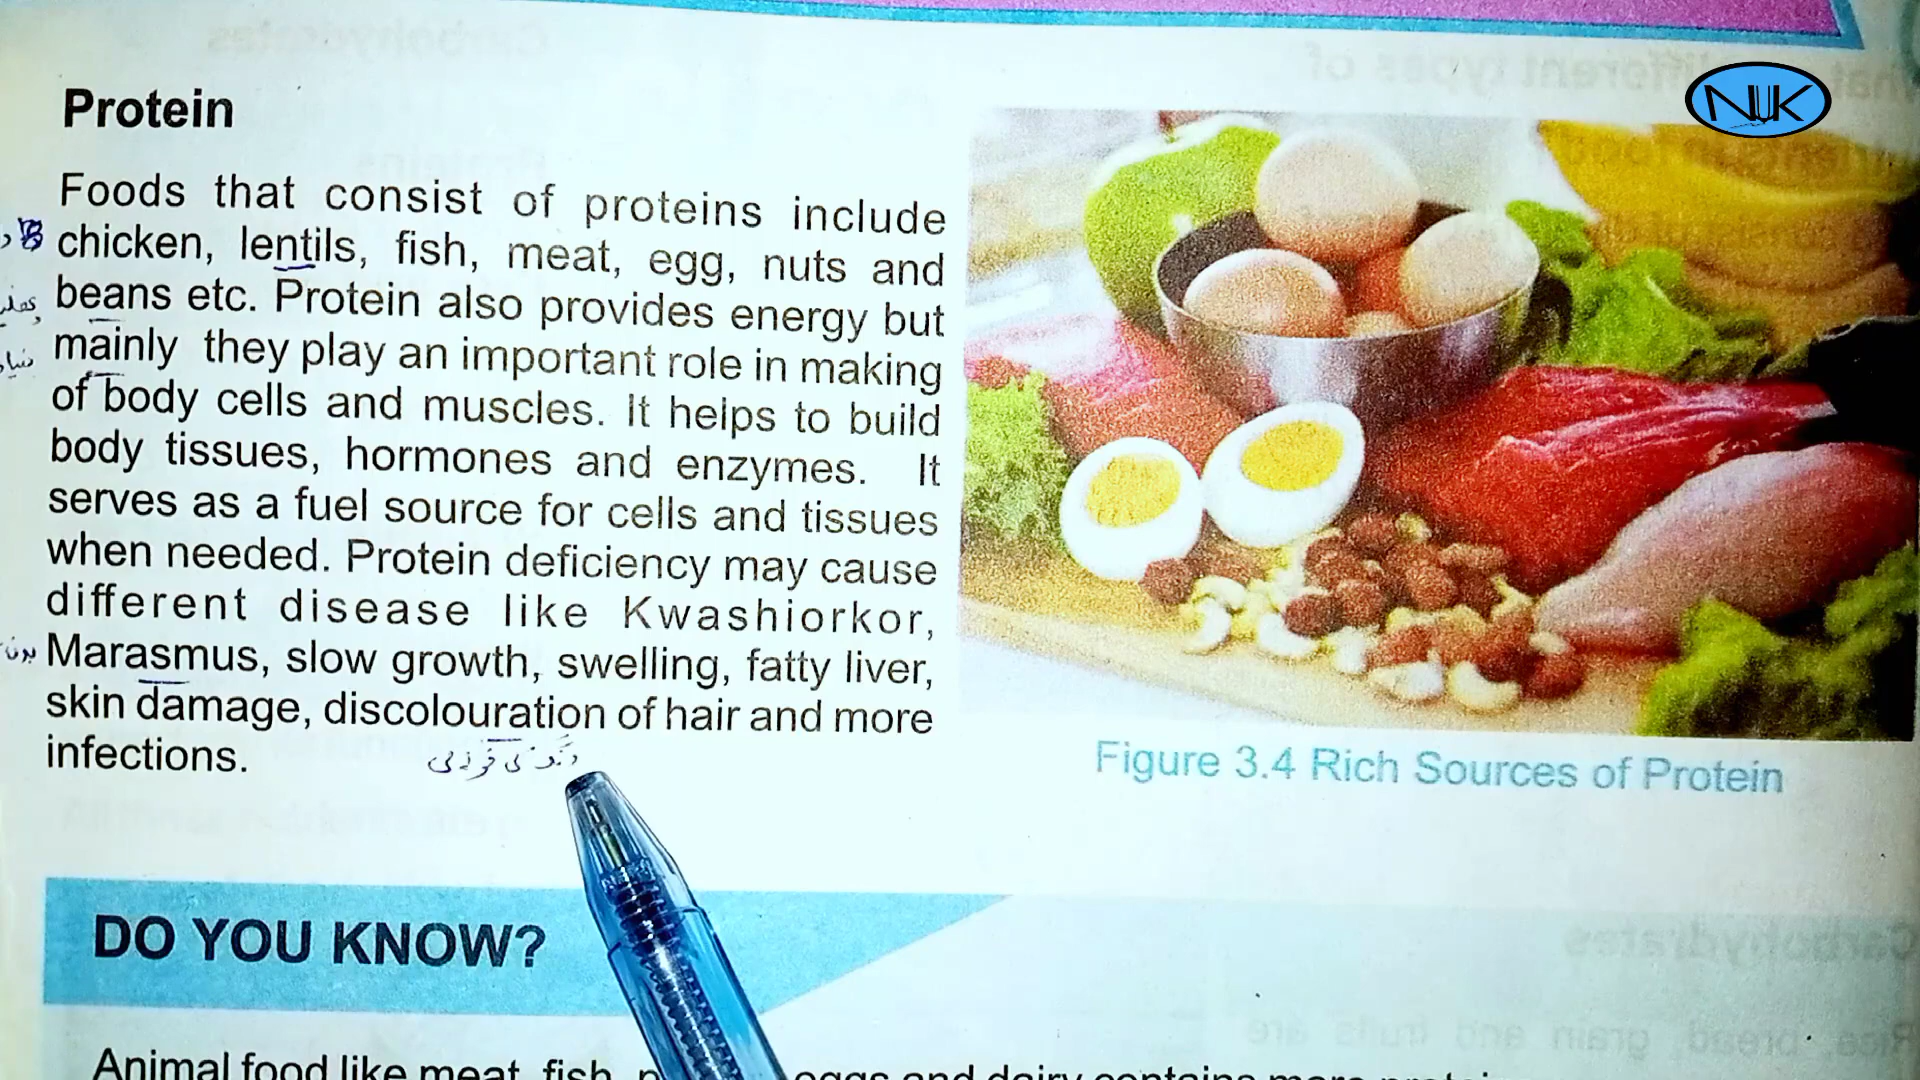 Protein
Foods that consist of proteins include
chicken, lentils, fish, meat, egg, nuts and
beans etc. Protein also provides energy but
mainly they play an important role in making
of body cells and muscles. It helps to build
body tissues, hormones and enzymes. It
serves as a fuel source for cells and tissues
when needed. Protein deficiency may cause
different disease like Kwashiorkor,
Marasmus, slow growth, swelling, fatty liver,
skin damage, discolouration of hair and more
infections.
NUK
Figure 3.4 Rich Sources of Protein
DO YOU KNOW?
Animal food like meat, fish, eggs and dairy contains more